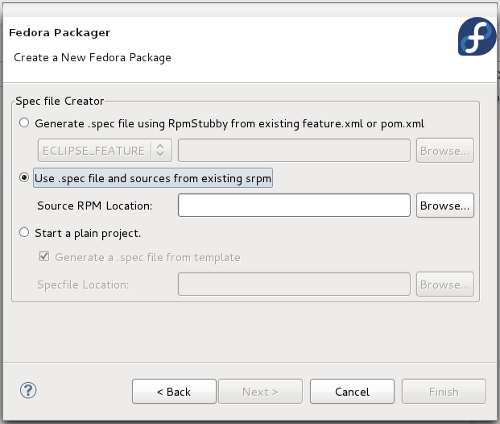 Fedora Packager
Create a New Fedora Package
Spec file Creator
Generate .spec file using RpmStubby from existing feature.xml or pom.xml
ECLIPSE_FEATURE Browse...
Use .spec file and sources from existing srpm
Source RPM Location: Browse...
Start a plain project.
Generate a .spec file from template
Specfile Location: Browse...
? < Back Next > Cancel Finish